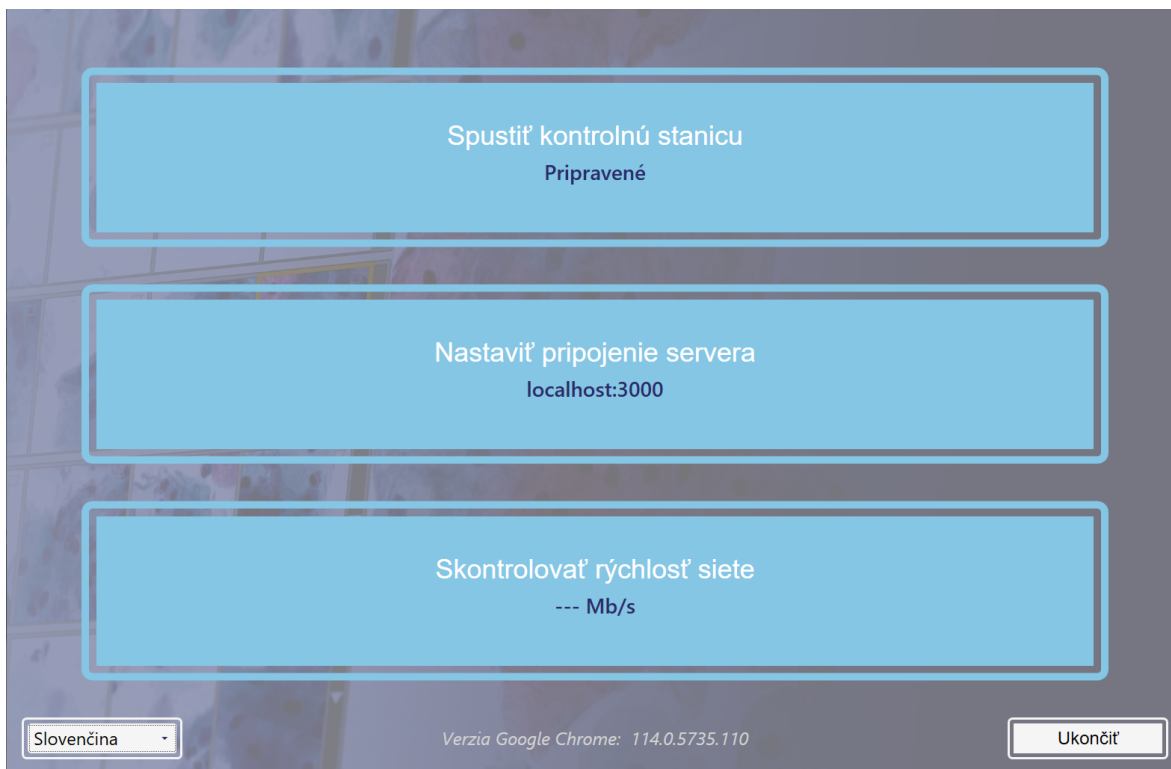 Spustiť kontrolnú stanicu
Pripravené
Nastaviť pripojenie servera
localhost:3000
Skontrolovať rýchlosť siete
--- Mb/s
Slovenčina
Verzia Google Chrome: 114.0.5735.110
Ukončiť